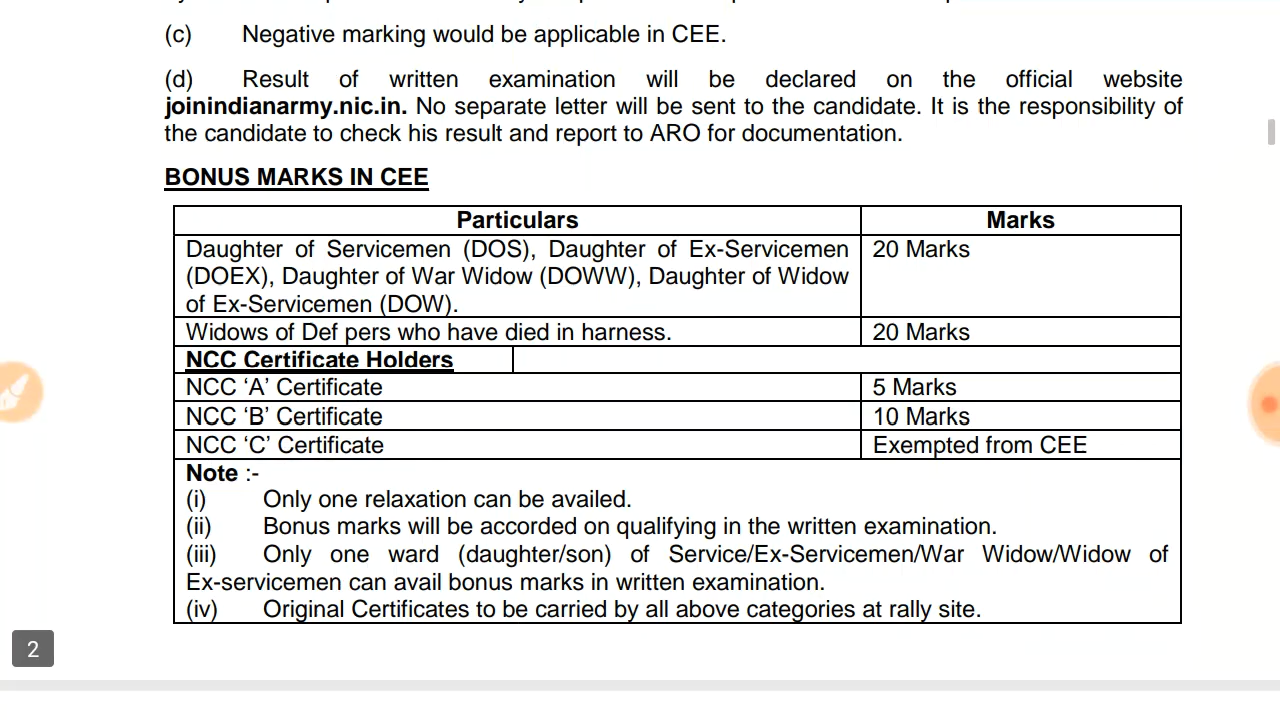 (c) Negative marking would be applicable in CEE.
(d) Result of written examination will be declared on the official website
joinindianarmy.nic.in. No separate letter will be sent to the candidate. It is the responsibility of
the candidate to check his result and report to ARO for documentation.
BONUS MARKS IN CEE
Particulars Marks
Daughter of Servicemen (DOS), Daughter of Ex-Servicemen 20 Marks
(DOEX), Daughter of War Widow (DOWW), Daughter of Widow
of Ex-Servicemen (DOW).
Widows of Def pers who have died in harness. 20 Marks
NCC Certificate Holders
NCC ‘A’ Certificate 5 Marks
NCC ‘B’ Certificate 10 Marks
NCC ‘C’ Certificate Exempted from CEE
Note :-
(i) Only one relaxation can be availed.
(ii) Bonus marks will be accorded on qualifying in the written examination.
(iii) Only one ward (daughter/son) of Service/Ex-Servicemen/War Widow/Widow of
Ex-servicemen can avail bonus marks in written examination.
(iv) Original Certificates to be carried by all above categories at rally site.
2